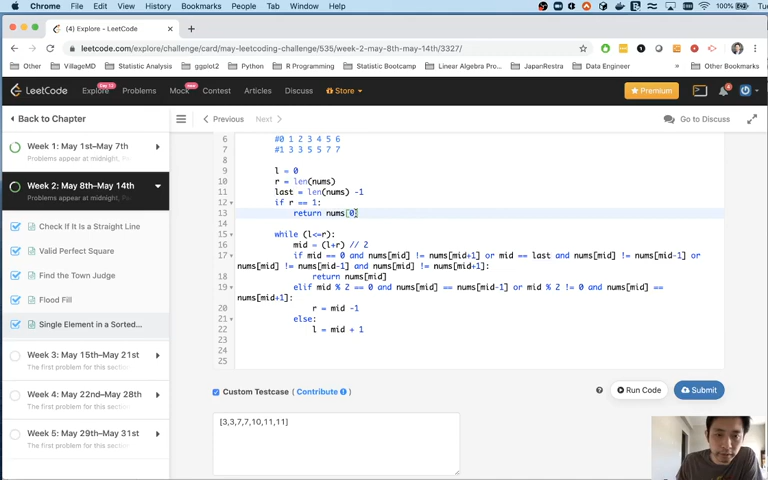 Chrome File Edit View History Bookmarks People Tab Window Help 100%
(4) Explore - LeetCode
leetcode.com/explore/challenge/card/may-leetcoding-challenge/535/week-2-may-8th-may-14th/3327/
Other VillageMD Statistic Analysis ggplot2 Python R Programming Statistic Bootcamp Linear Algebra Pro... JapanRestra Data Engineer Other Bookmarks
LeetCode Explore Problems Mock Contest Articles Discuss Store Premium
Back to Chapter
Previous Next Go to Discuss
Week 1: May 1st–May 7th
Problems appear at midnight,
Week 2: May 8th–May 14th
Problems appear at midnight,
Check If It Is a Straight Line
Valid Perfect Square
Find the Town Judge
Flood Fill
Single Element in a Sorted...
Week 3: May 15th–May 21st
The first problem for this section
Week 4: May 22nd–May 28th
The first problem for this section
Week 5: May 29th–May 31st
The first problem for this section
6 #0 1 2 3 4 5 6
7 #1 3 3 5 5 7 7
8
9 l = 0
10 r = len(nums)
11 last = len(nums) -1
12 if r == 1:
13 return nums[0]
14
15 while (l<=r):
16 mid = (l+r) // 2
17 if mid == 0 and nums[mid] != nums[mid+1] or mid == last and nums[mid] != nums[mid-1] or
nums[mid] != nums[mid-1] and nums[mid] != nums[mid+1]:
18 return nums[mid]
19 elif mid % 2 == 0 and nums[mid] == nums[mid-1] or mid % 2 != 0 and nums[mid] ==
nums[mid+1]:
20 r = mid -1
21 else:
22 l = mid + 1
23
24
25
Custom Testcase ( Contribute )
Run Code Submit
[3,3,7,7,10,11,11]